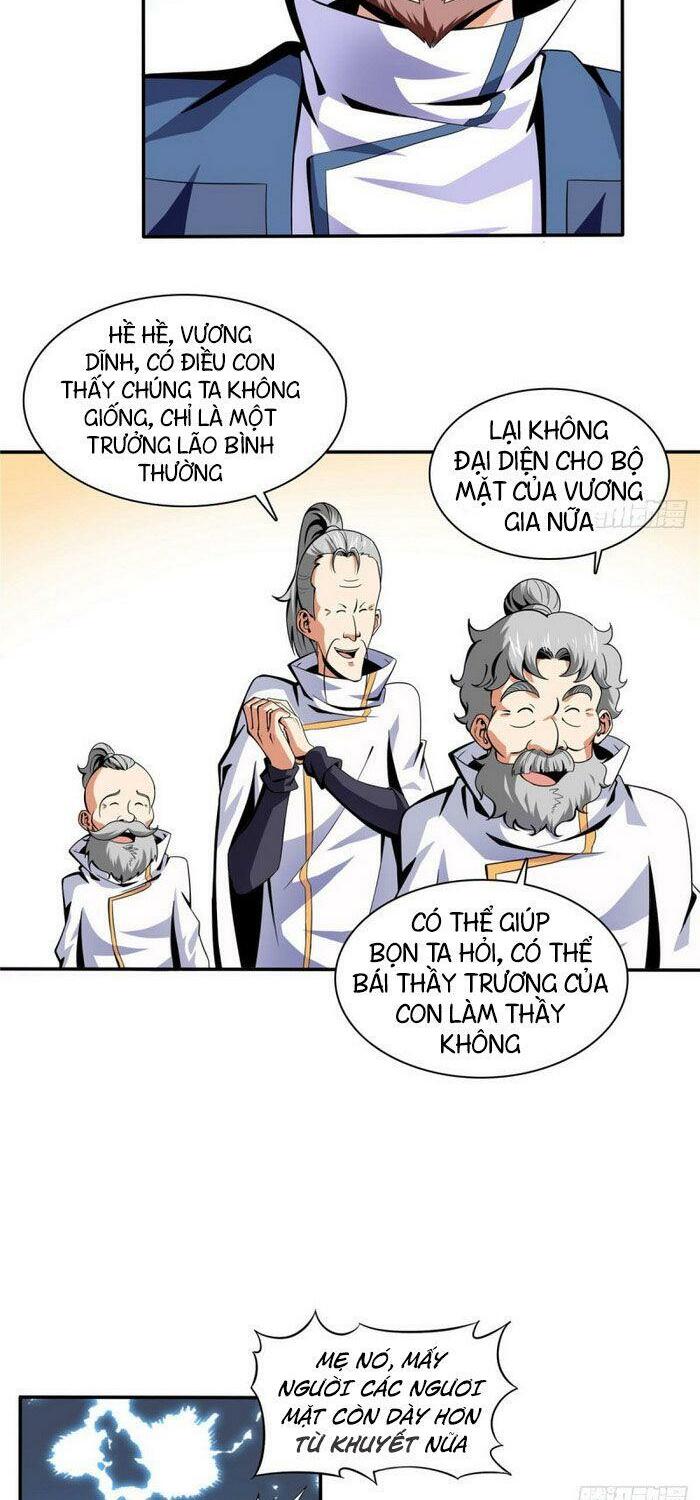 HỀ HỀ, VƯƠNG
DĨNH, CÓ ĐIỀU CON
THẤY CHÚNG TA KHÔNG
GIỐNG, CHỈ LÀ MỘT
TRƯỞNG LÃO BÌNH
THƯỜNG
LẠI KHÔNG
ĐẠI DIỆN CHO BỘ
MẶT CỦA VƯƠNG
GIA NỮA
CÓ THỂ GIÚP
BỌN TA HỎI, CÓ THỂ
BÁI THẦY TRƯƠNG CỦA
CON LÀM THẦY
KHÔNG
MẸ NÓ, MẤY
NGƯỜI CÁC NGƯƠI
MẶT CÒN DÀY HƠN
TỪ KHUYẾT NỮA